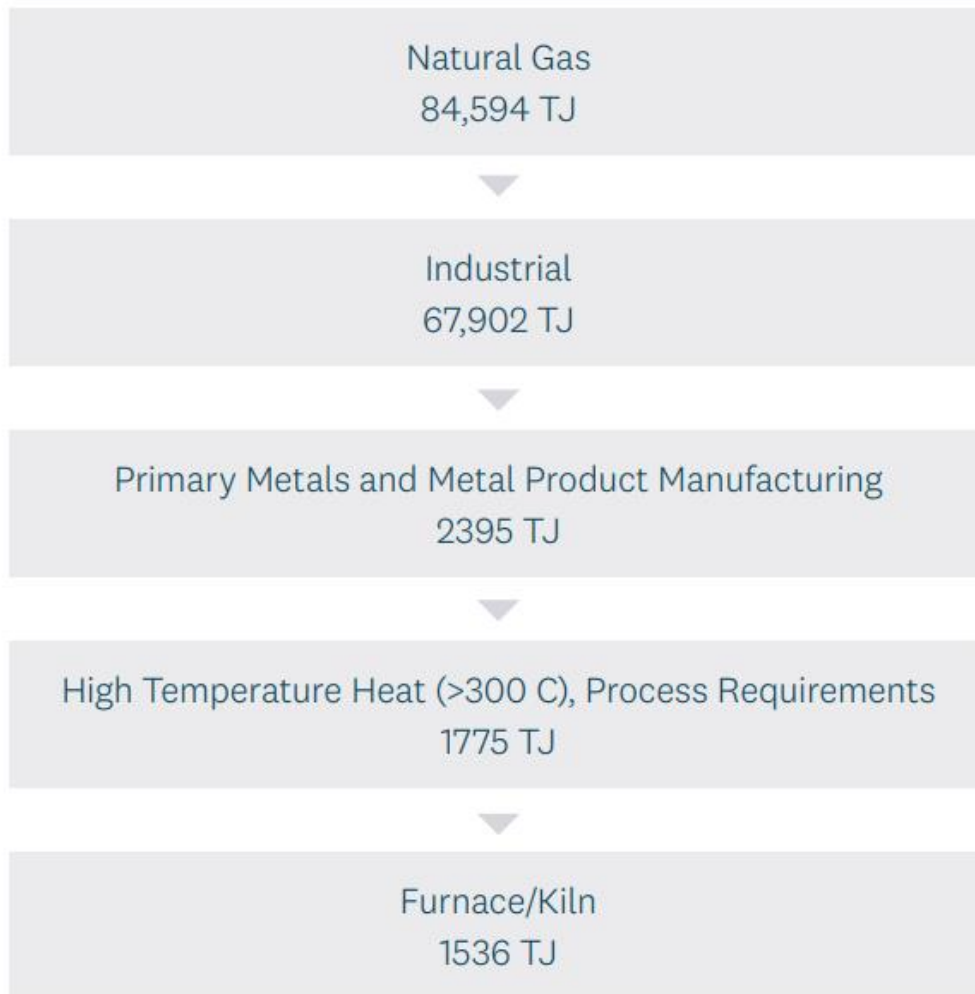 Natural Gas
84,594 TJ
Industrial
67,902 TJ
Primary Metals and Metal Product Manufacturing
2395 TJ
High Temperature Heat (>300 C), Process Requirements
1775 TJ
Furnace/Kiln
1536 TJ